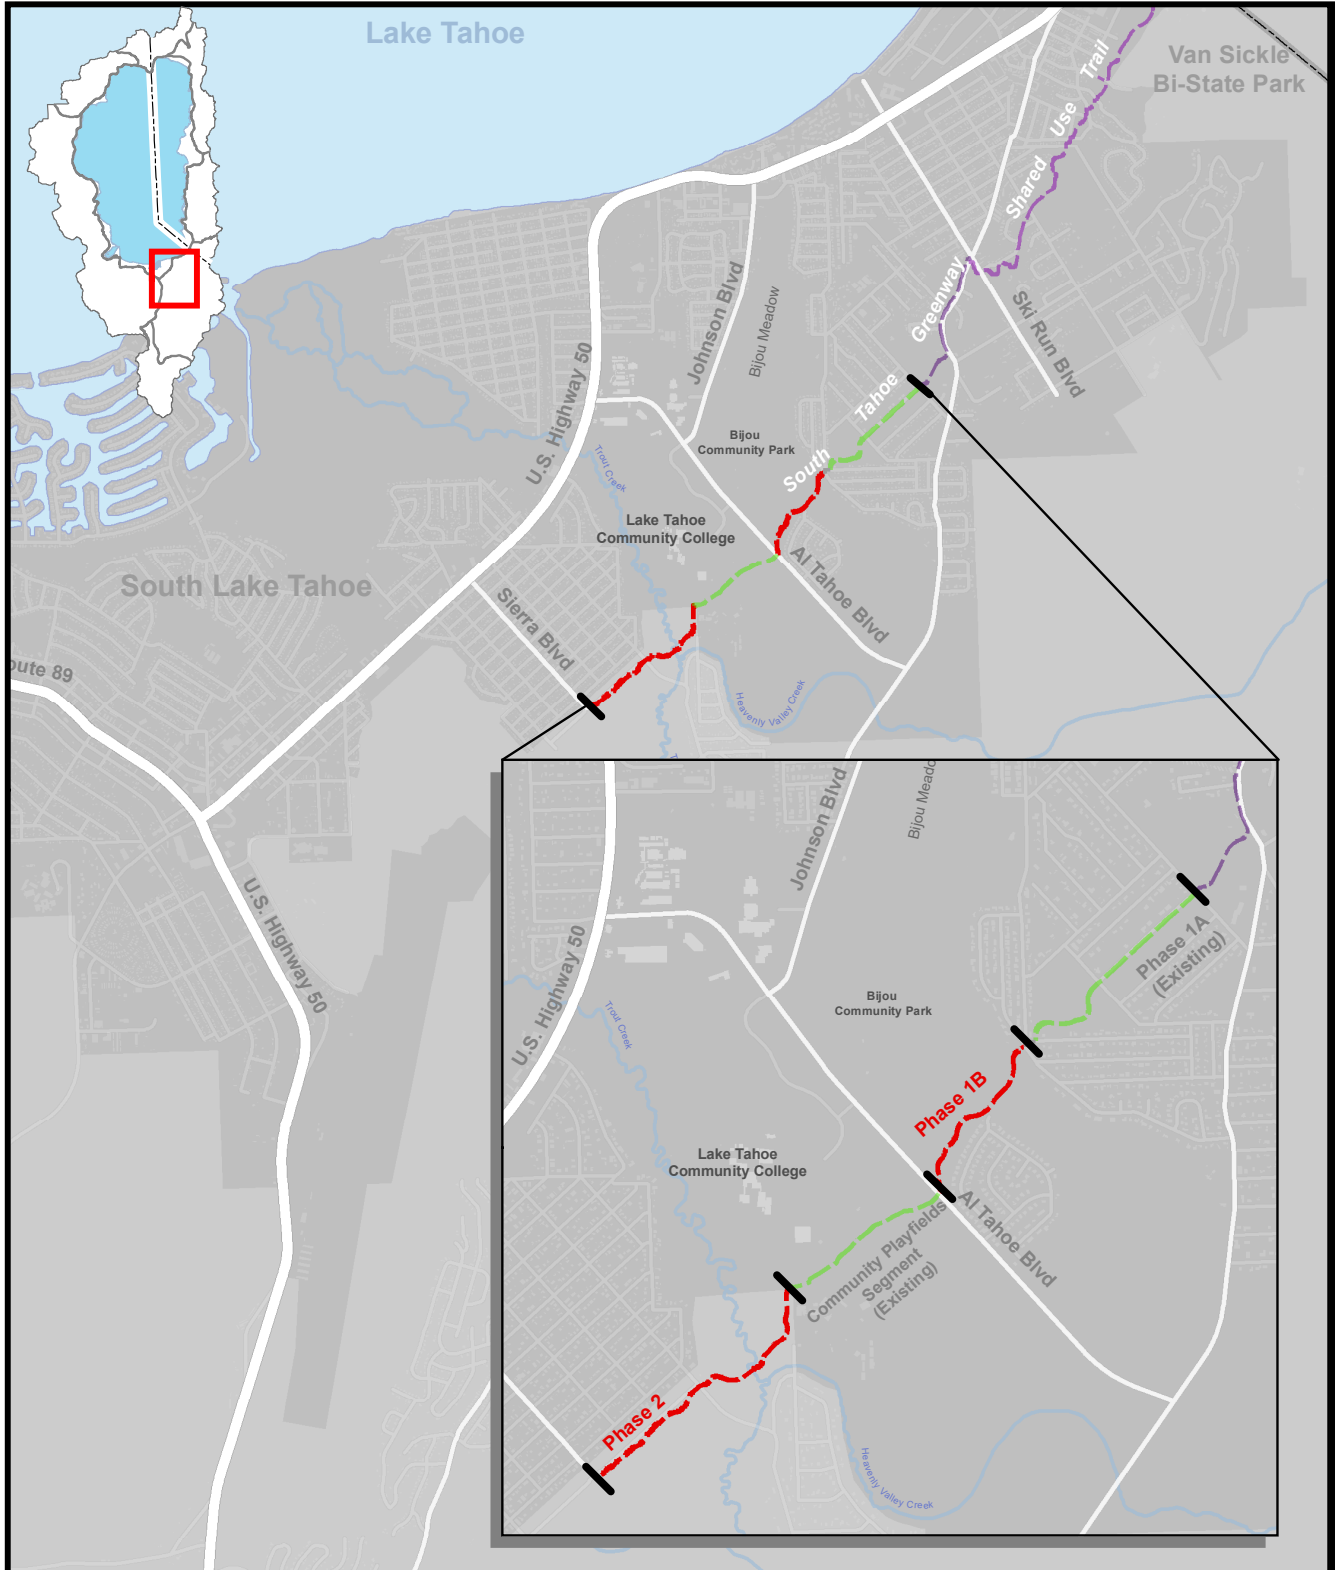 Lake Tahoe
Van Sickle
Bi-State Park
South Tahoe Greenway Shared Use Trail
Johnson Blvd
Bijou Meadow
Ski Run Blvd
U.S. Highway 50
Bijou
Community Park
Trout Creek
Lake Tahoe
Community College
Al Tahoe Blvd
South Lake Tahoe
Sierra Blvd
oute 89
Heavenly Valley Creek
T
U.S. Highway 50
Johnson Blvd
Bijou Meado
Phase 1A
(Existing)
U.S. Highway 50
Bijou
Community Park
Trout Creek
Phase 1B
Lake Tahoe
Community College
Al Tahoe Blvd
Community Playfields
Segment
(Existing)
Phase 2
Heavenly Valley Creek